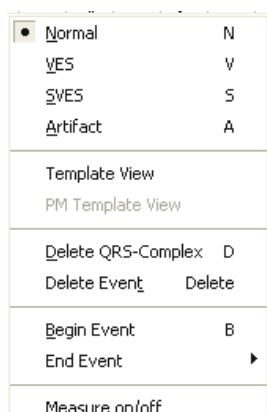 Normal N
VES V
SVES S
Artifact A
Template View
PM Template View
Delete QRS-Complex D
Delete Event Delete
Begin Event B
End Event
Measure on/off